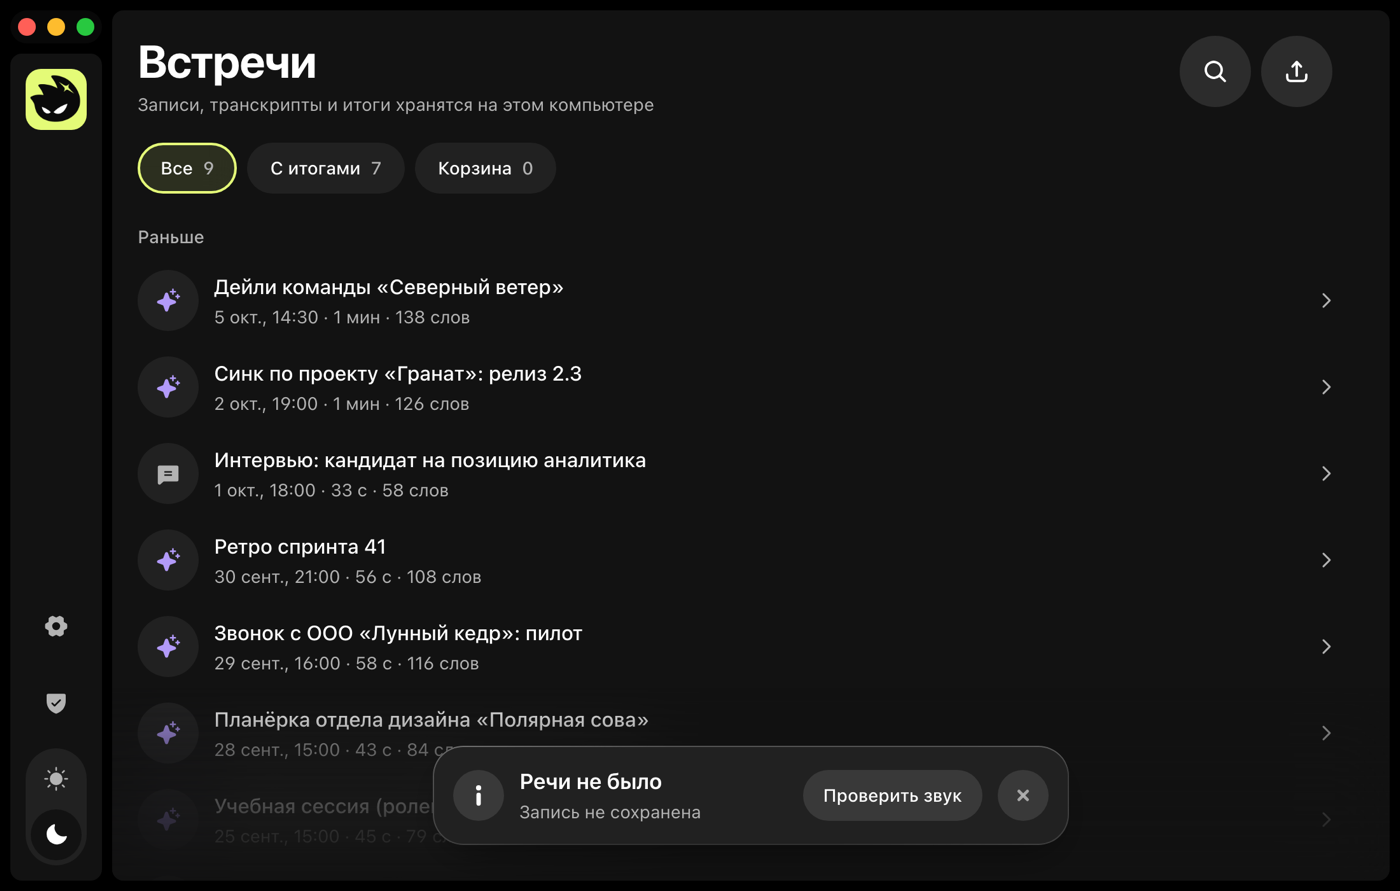 Встречи
Записи, транскрипты и итоги хранятся на этом компьютере
Все 9
С итогами 7
Корзина 0
Раньше
Дейли команды «Северный ветер»
5 окт., 14:30 · 1 мин · 138 слов
Синк по проекту «Гранат»: релиз 2.3
2 окт., 19:00 · 1 мин · 126 слов
Интервью: кандидат на позицию аналитика
1 окт., 18:00 · 33 с · 58 слов
Ретро спринта 41
30 сент., 21:00 · 56 с · 108 слов
Звонок с ООО «Лунный кедр»: пилот
29 сент., 16:00 · 58 с · 116 слов
Планёрка отдела дизайна «Полярная сова»
28 сент., 15:00 · 43 с · 84
Учебная сессия
25 сент., 15:00 · 45 с · 79
Речи не было
Запись не сохранена
Проверить звук